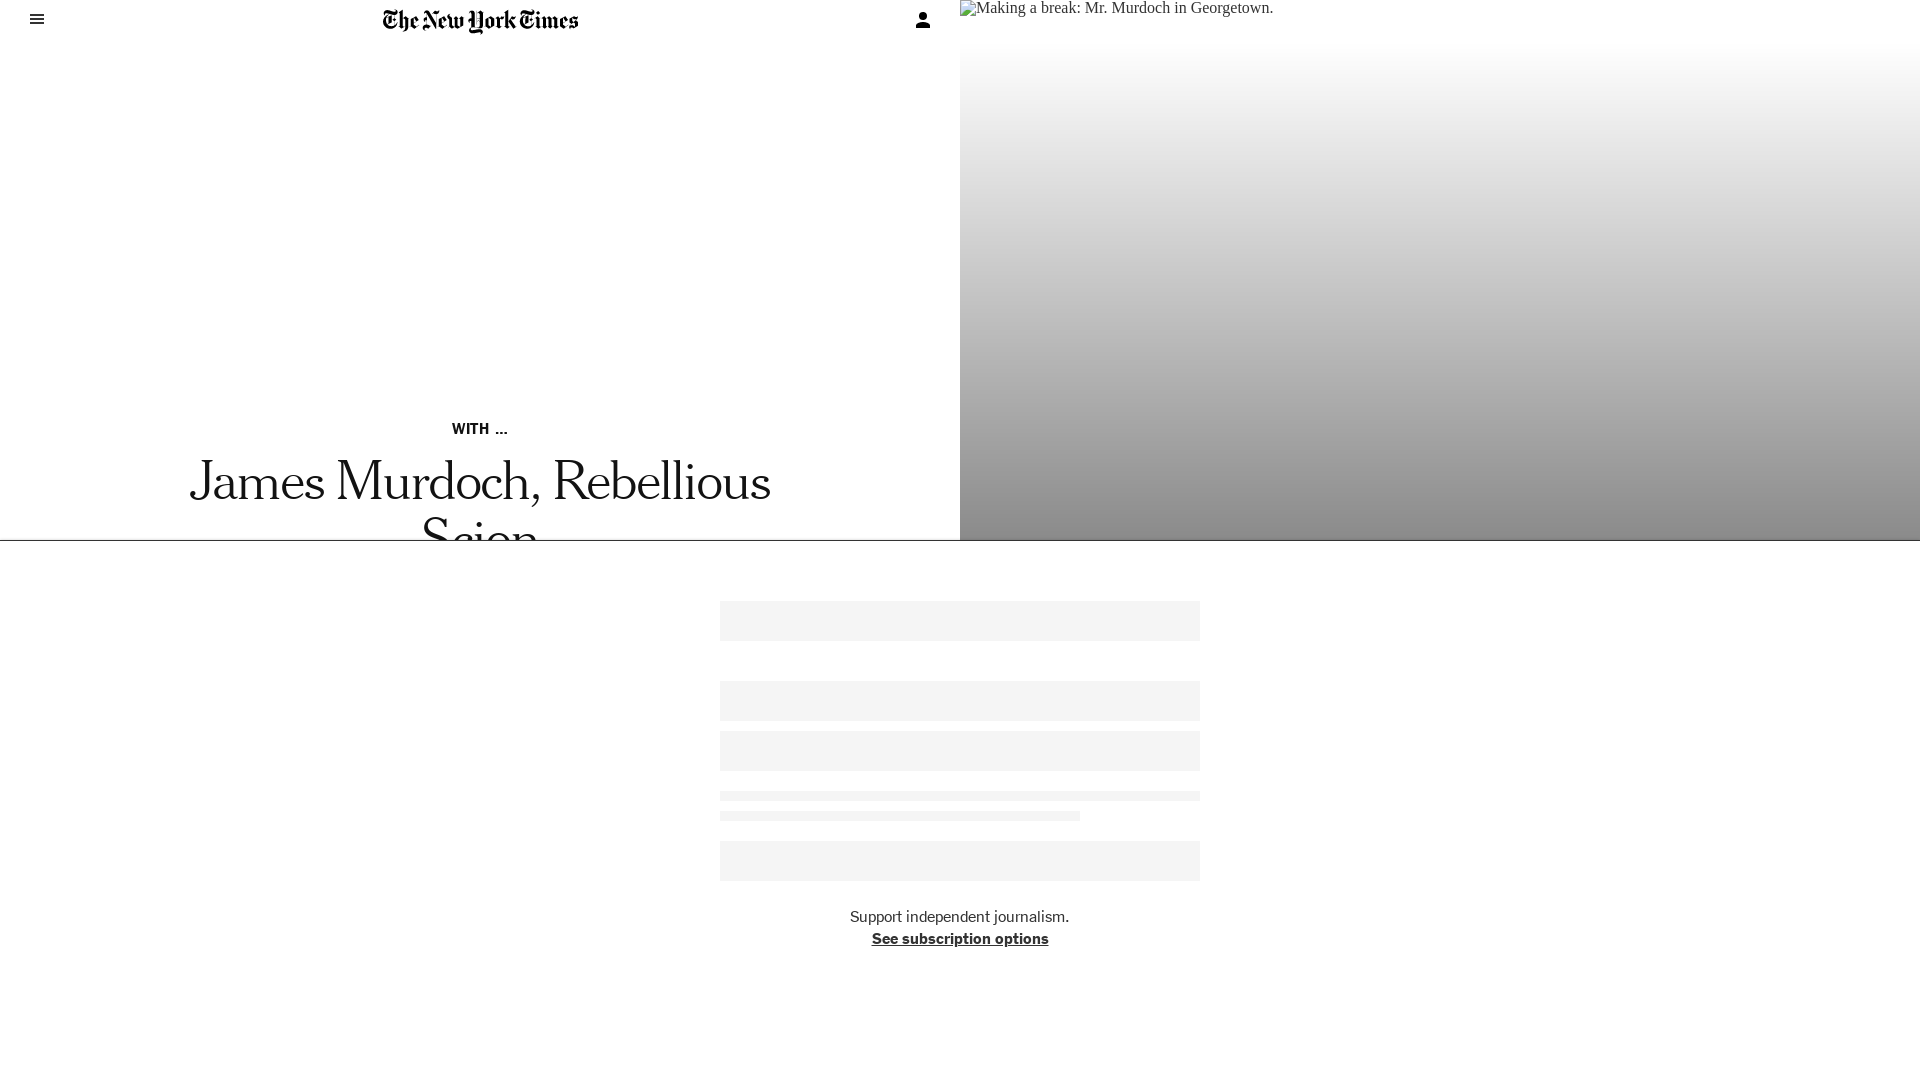 The New York Times
Making a break: Mr. Murdoch in Georgetown.
WITH ...
James Murdoch, Rebellious
Scion
Support independent journalism.
See subscription options